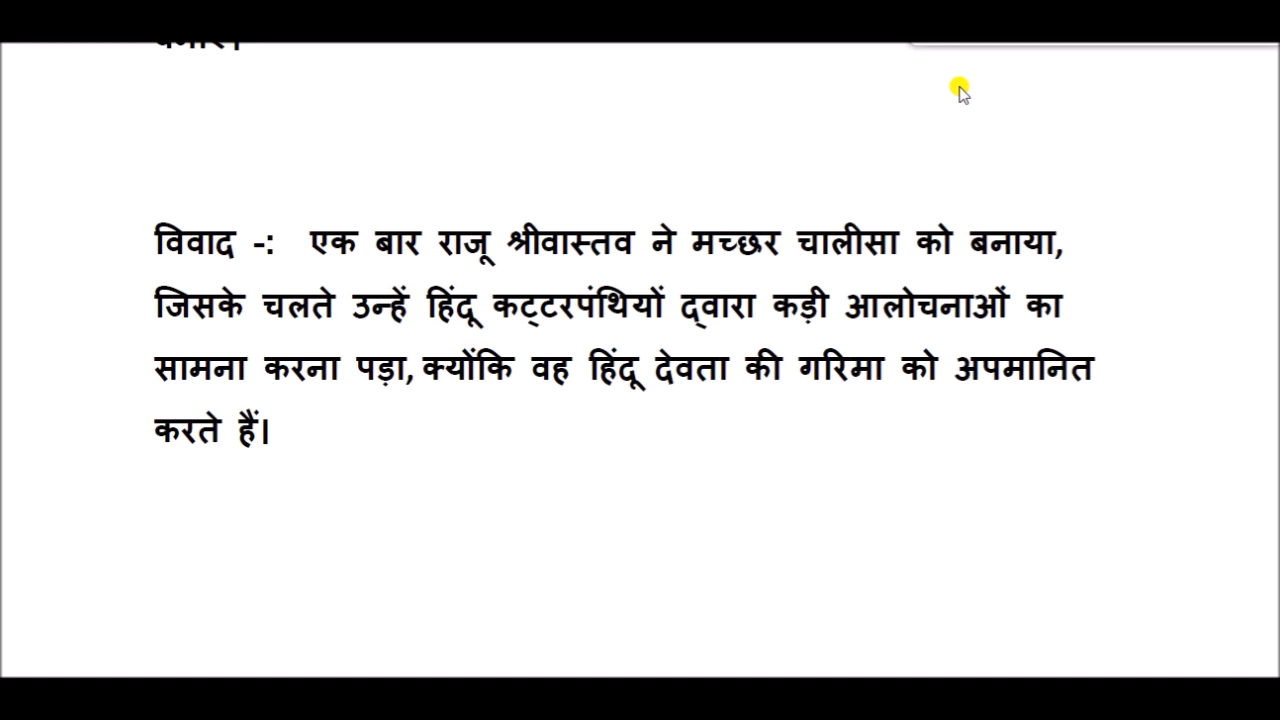 विवाद -: एक बार राजू श्रीवास्तव ने मच्छर चालीसा को बनाया,
जिसके चलते उन्हें हिंदू कट्टरपंथियों द्वारा कड़ी आलोचनाओं का
सामना करना पड़ा, क्योंकि वह हिंदू देवता की गरिमा को अपमानित
करते हैं।